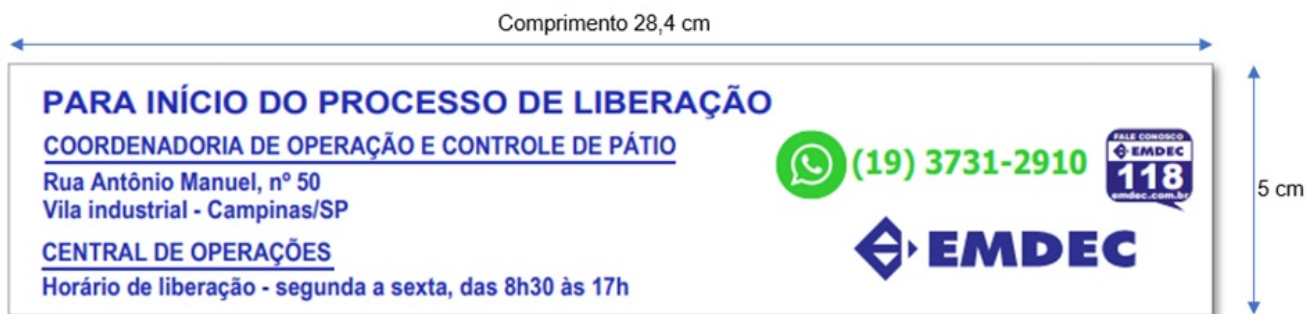 Comprimento 28,4 cm
PARA INÍCIO DO PROCESSO DE LIBERAÇÃO
COORDENADORIA DE OPERAÇÃO E CONTROLE DE PÁTIO
Rua Antônio Manuel, nº 50
Vila industrial - Campinas/SP
CENTRAL DE OPERAÇÕES
Horário de liberação - segunda a sexta, das 8h30 às 17h
(19) 3731-2910
FALE CONOSCO
EMDEC
118
emdec.com.br
EMDEC
5 cm